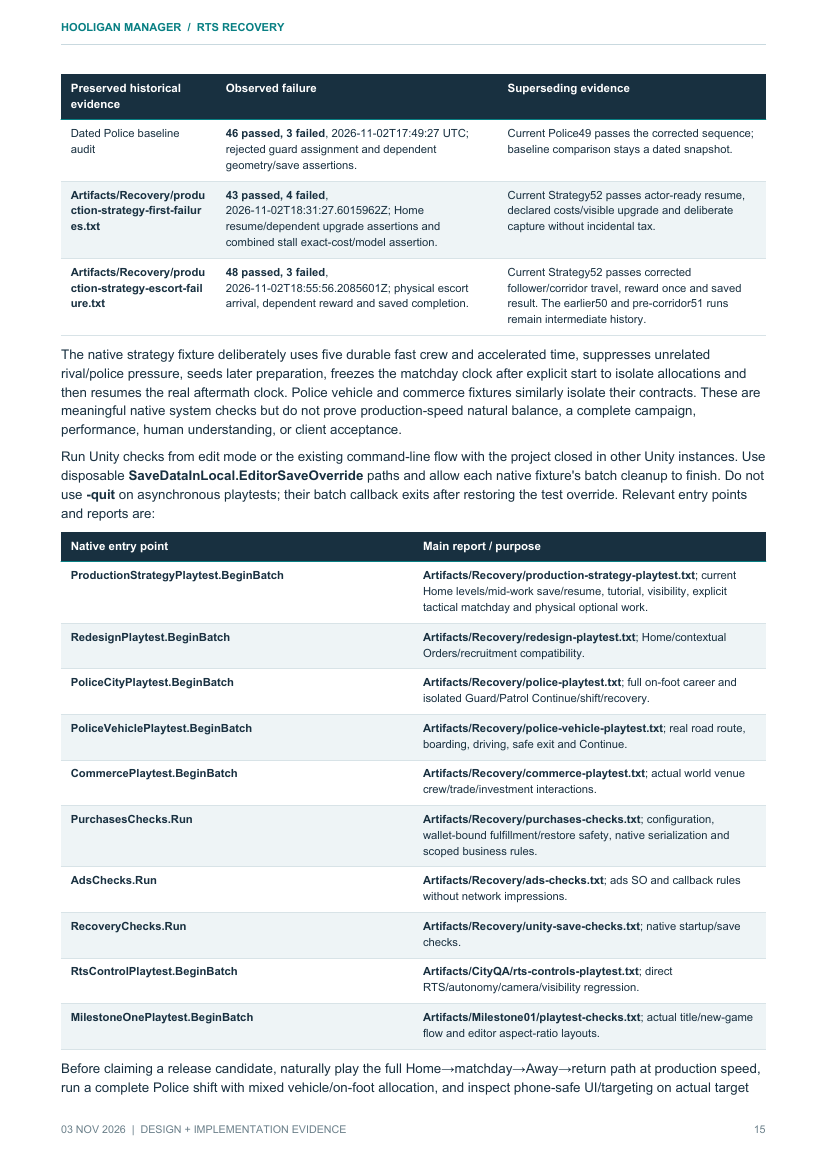 HOOLIGAN MANAGER / RTS RECOVERY
Preserved historical evidence
Observed failure
Superseding evidence
Dated Police baseline audit
46 passed, 3 failed, 2026-11-02T17:49:27 UTC;
rejected guard assignment and dependent
geometry/save assertions.
Current Police49 passes the corrected sequence;
baseline comparison stays a dated snapshot.
Artifacts/Recovery/produ
ction-strategy-first-failur
es.txt
43 passed, 4 failed,
2026-11-02T18:31:27.6015962Z; Home
resume/dependent upgrade assertions and
combined stall exact-cost/model assertion.
Current Strategy52 passes actor-ready resume,
declared costs/visible upgrade and deliberate
capture without incidental tax.
Artifacts/Recovery/produ
ction-strategy-escort-fail
ure.txt
48 passed, 3 failed,
2026-11-02T18:55:56.2085601Z; physical escort
arrival, dependent reward and saved completion.
Current Strategy52 passes corrected
follower/corridor travel, reward once and saved
result. The earlier50 and pre-corridor51 runs
remain intermediate history.
The native strategy fixture deliberately uses five durable fast crew and accelerated time, suppresses unrelated
rival/police pressure, seeds later preparation, freezes the matchday clock after explicit start to isolate allocations and
then resumes the real aftermath clock. Police vehicle and commerce fixtures similarly isolate their contracts. These are
meaningful native system checks but do not prove production-speed natural balance, a complete campaign,
performance, human understanding, or client acceptance.
Run Unity checks from edit mode or the existing command-line flow with the project closed in other Unity instances. Use
disposable SaveDataInLocal.EditorSaveOverride paths and allow each native fixture's batch cleanup to finish. Do not
use -quit on asynchronous playtests; their batch callback exits after restoring the test override. Relevant entry points
and reports are:
Native entry point
Main report / purpose
ProductionStrategyPlaytest.BeginBatch
Artifacts/Recovery/production-strategy-playtest.txt; current
Home levels/mid-work save/resume, tutorial, visibility, explicit
tactical matchday and physical optional work.
RedesignPlaytest.BeginBatch
Artifacts/Recovery/redesign-playtest.txt; Home/contextual
Orders/recruitment compatibility.
PoliceCityPlaytest.BeginBatch
Artifacts/Recovery/police-playtest.txt; full on-foot career and
isolated Guard/Patrol Continue/shift/recovery.
PoliceVehiclePlaytest.BeginBatch
Artifacts/Recovery/police-vehicle-playtest.txt; real road route,
boarding, driving, safe exit and Continue.
CommercePlaytest.BeginBatch
Artifacts/Recovery/commerce-playtest.txt; actual world venue
crew/trade/investment interactions.
PurchasesChecks.Run
Artifacts/Recovery/purchases-checks.txt; configuration,
wallet-bound fulfillment/restore safety, native serialization and
scoped business rules.
AdsChecks.Run
Artifacts/Recovery/ads-checks.txt; ads SO and callback rules
without network impressions.
RecoveryChecks.Run
Artifacts/Recovery/unity-save-checks.txt; native startup/save
checks.
RtsControlPlaytest.BeginBatch
Artifacts/CityQA/rts-controls-playtest.txt; direct
RTS/autonomy/camera/visibility regression.
MilestoneOnePlaytest.BeginBatch
Artifacts/Milestone01/playtest-checks.txt; actual title/new-game
flow and editor aspect-ratio layouts.
Before claiming a release candidate, naturally play the full Home→matchday→Away→return path at production speed,
run a complete Police shift with mixed vehicle/on-foot allocation, and inspect phone-safe UI/targeting on actual target
03 NOV 2026 | DESIGN + IMPLEMENTATION EVIDENCE
15